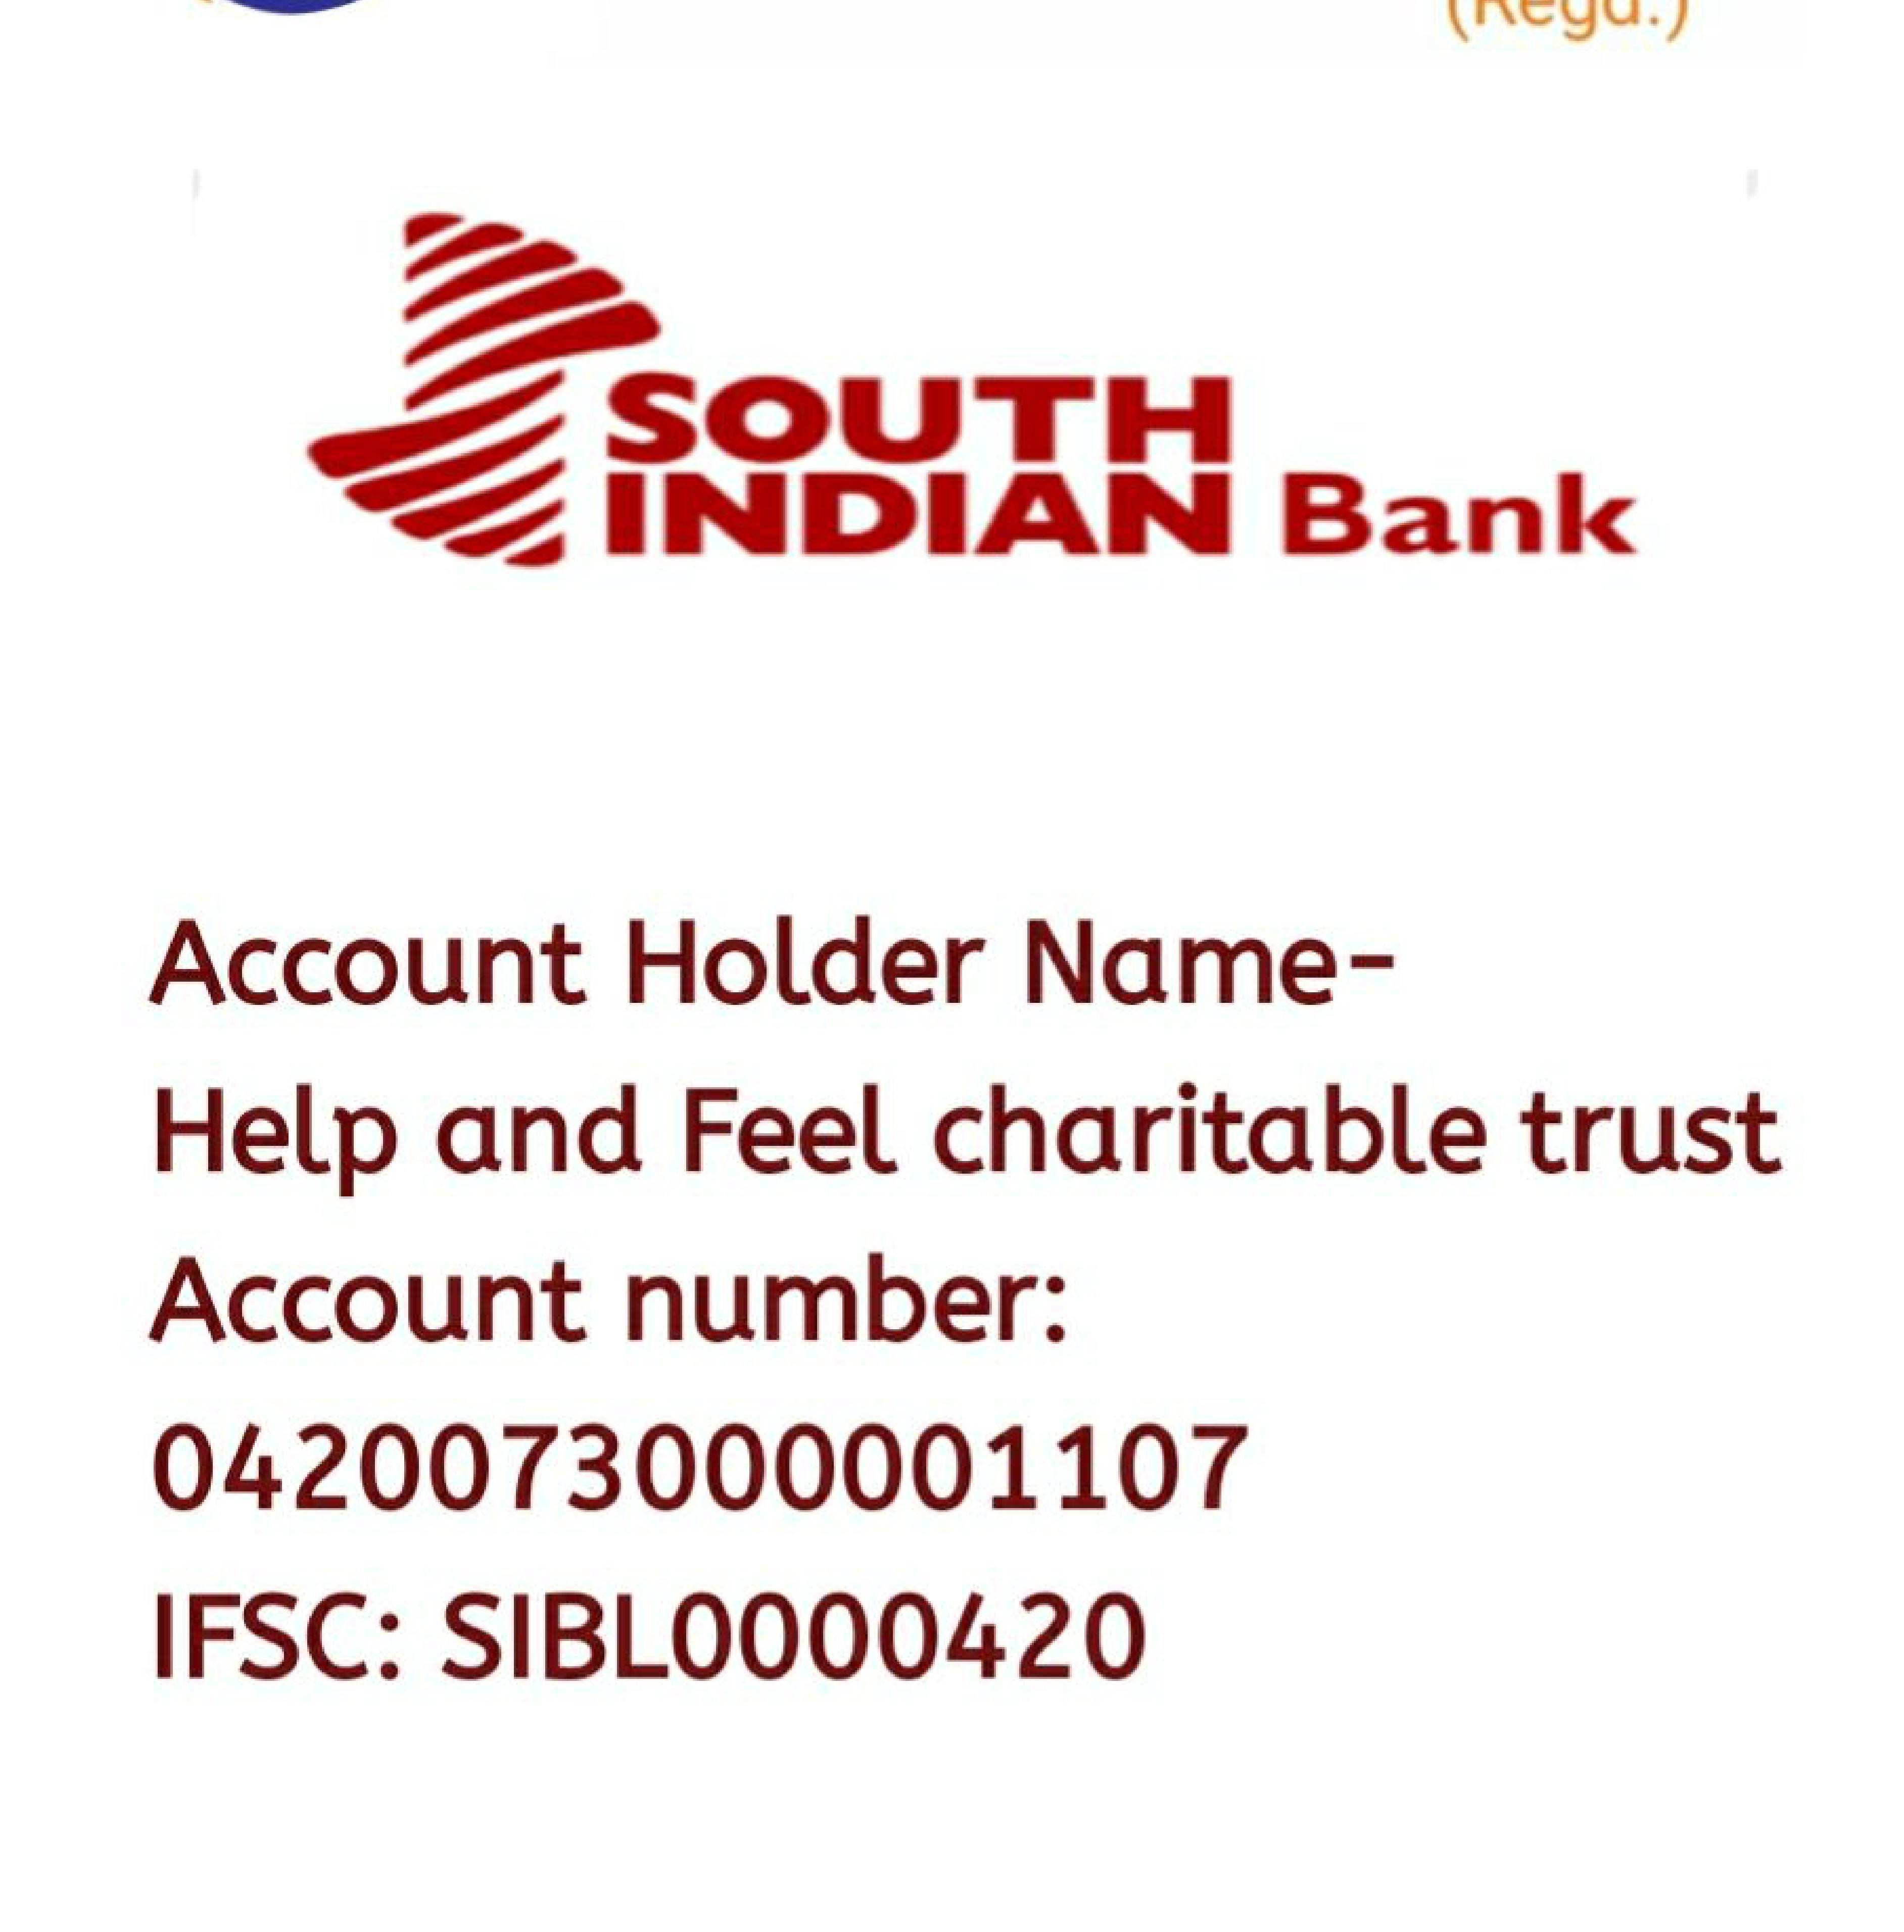 (Regd.)
SOUTH
INDIAN Bank
Account Holder Name-
Help and Feel charitable trust
Account number:
0420073000001107
IFSC: SIBL0000420